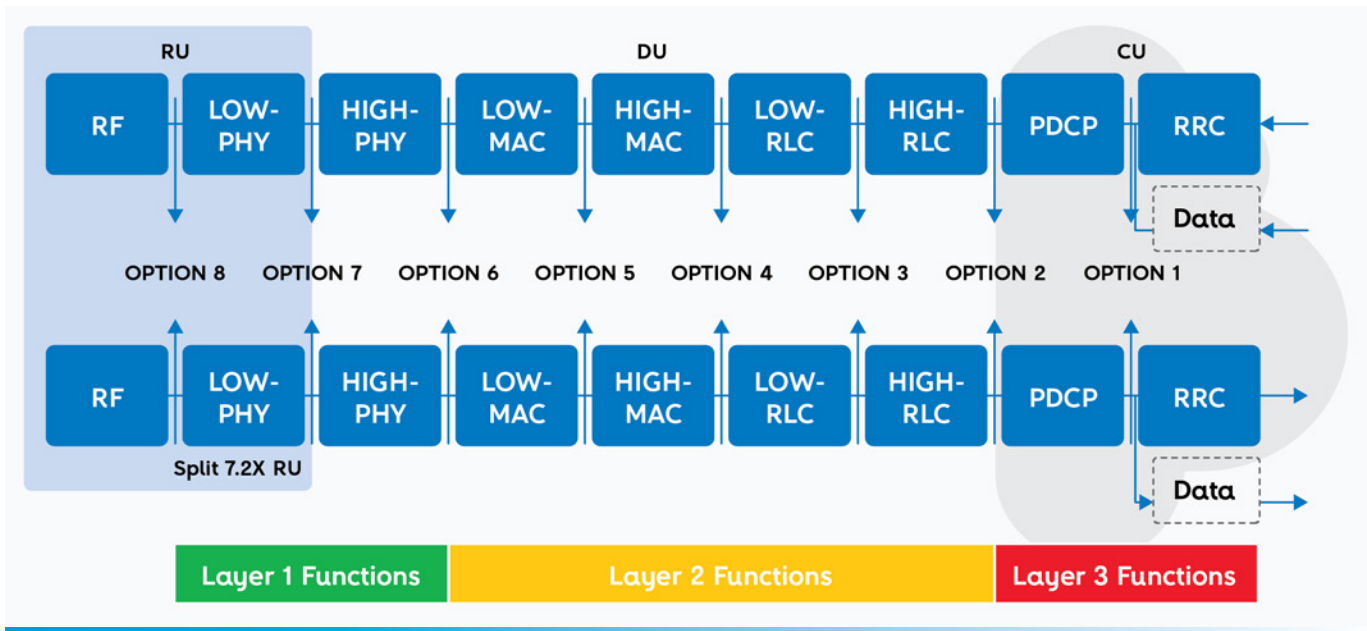 RU
DU
CU
RF
LOW-
PHY
HIGH-
PHY
LOW-
MAC
HIGH-
MAC
LOW-
RLC
HIGH-
RLC
PDCP
RRC
Data
OPTION 8
OPTION 7
OPTION 6
OPTION 5
OPTION 4
OPTION 3
OPTION 2
OPTION 1
RF
LOW-
PHY
HIGH-
PHY
LOW-
MAC
HIGH-
MAC
LOW-
RLC
HIGH-
RLC
PDCP
RRC
Split 7.2X RU
Data
Layer 1 Functions
Layer 2 Functions
Layer 3 Functions